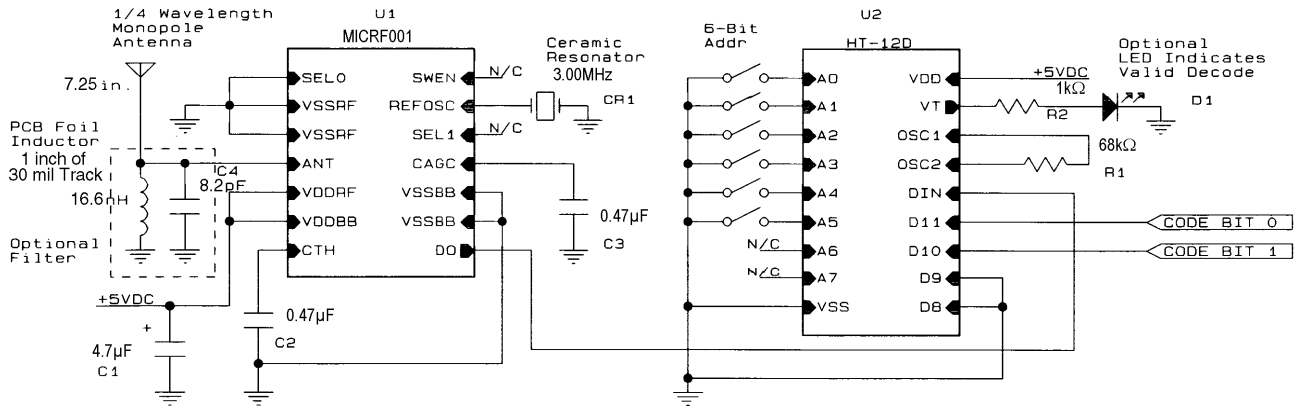 1/4 Wavelength
Monopole
Antenna
7.25 in.
PCB Foil
Inductor
1 inch of
30 mil Track
16.6nH
C4
8.2pF
Optional
Filter
+5VDC
+
4.7µF
C1
U1
MICRF001
SEL0
VSSRF
VSSRF
ANT
VDDRF
VDDBB
CTH
SWEN
REFOSC
SEL1
CAGC
VSSBB
VSSBB
DO
N/C
N/C
Ceramic
Resonator
3.00MHz
CR1
0.47µF
C3
0.47µF
C2
6-Bit
Addr
N/C
N/C
U2
HT-12D
A0
A1
A2
A3
A4
A5
A6
A7
VSS
VDD
VT
OSC1
OSC2
DIN
D11
D10
D9
D8
+5VDC
1kΩ
R2
Optional
LED Indicates
Valid Decode
D1
68kΩ
R1
CODE BIT 0
CODE BIT 1